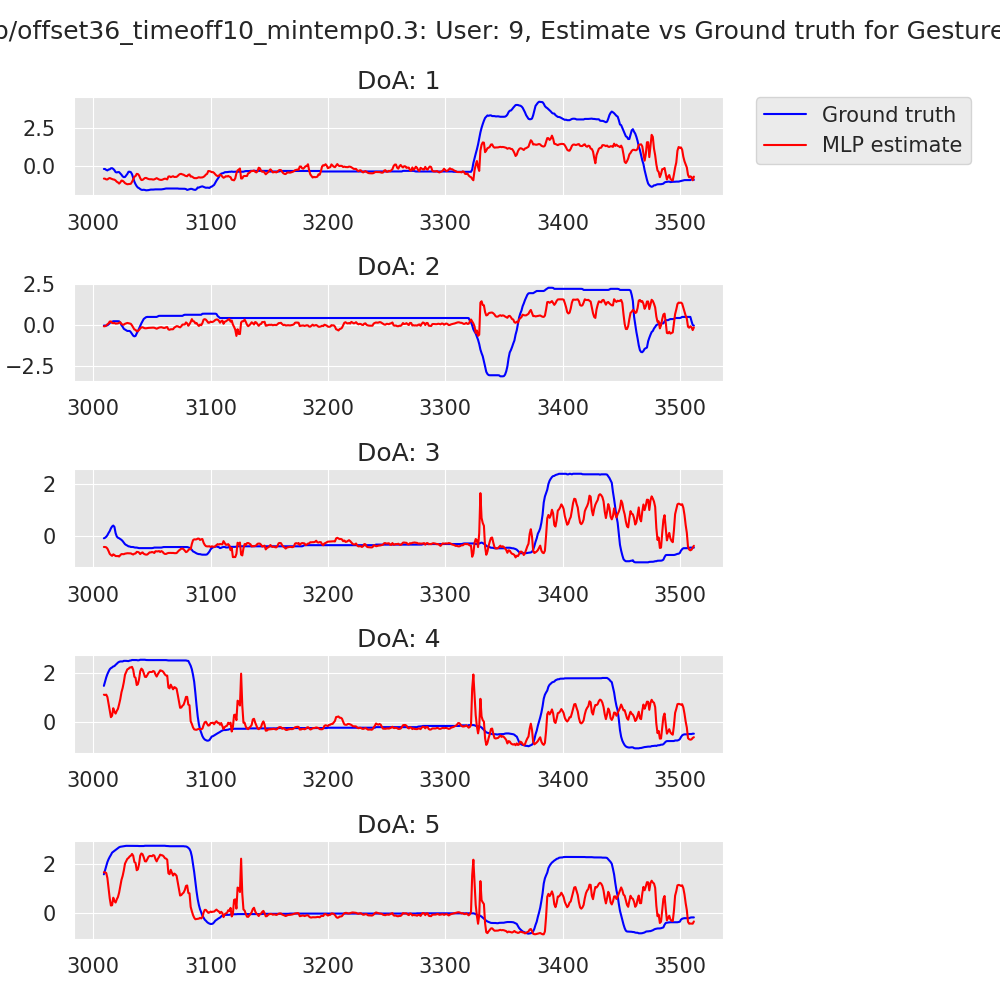 /offset36_timeoff10_mintemp0.3: User: 9, Estimate vs Ground truth for Gesture
DoA: 1
Ground truth
MLP estimate
2.5
0.0
3000 3100 3200 3300 3400 3500
DoA: 2
2.5
0.0
−2.5
3000 3100 3200 3300 3400 3500
DoA: 3
2
0
3000 3100 3200 3300 3400 3500
DoA: 4
2
0
3000 3100 3200 3300 3400 3500
DoA: 5
2
0
3000 3100 3200 3300 3400 3500